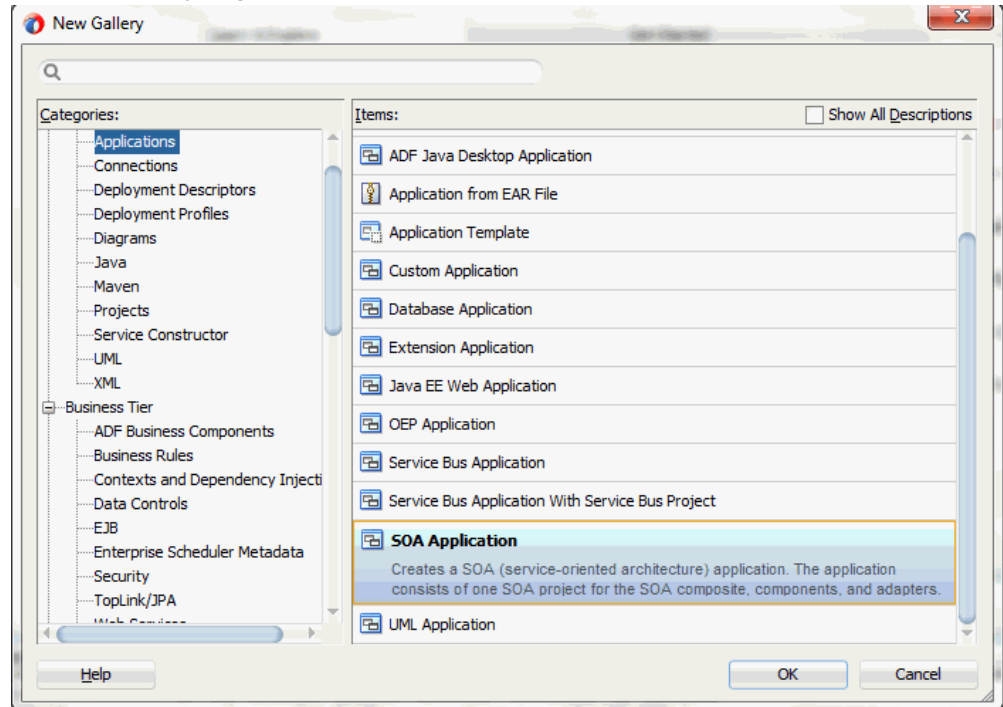 New Gallery
Categories:
Applications
Connections
Deployment Descriptors
Deployment Profiles
Diagrams
Java
Maven
Projects
Service Constructor
UML
XML
Business Tier
ADF Business Components
Business Rules
Contexts and Dependency Injecti
Data Controls
EJB
Enterprise Scheduler Metadata
Security
TopLink/JPA
Items:
Show All Descriptions
ADF Java Desktop Application
Application from EAR File
Application Template
Custom Application
Database Application
Extension Application
Java EE Web Application
OEP Application
Service Bus Application
Service Bus Application With Service Bus Project
SOA Application
Creates a SOA (service-oriented architecture) application. The application
consists of one SOA project for the SOA composite, components, and adapters.
UML Application
Help
OK
Cancel